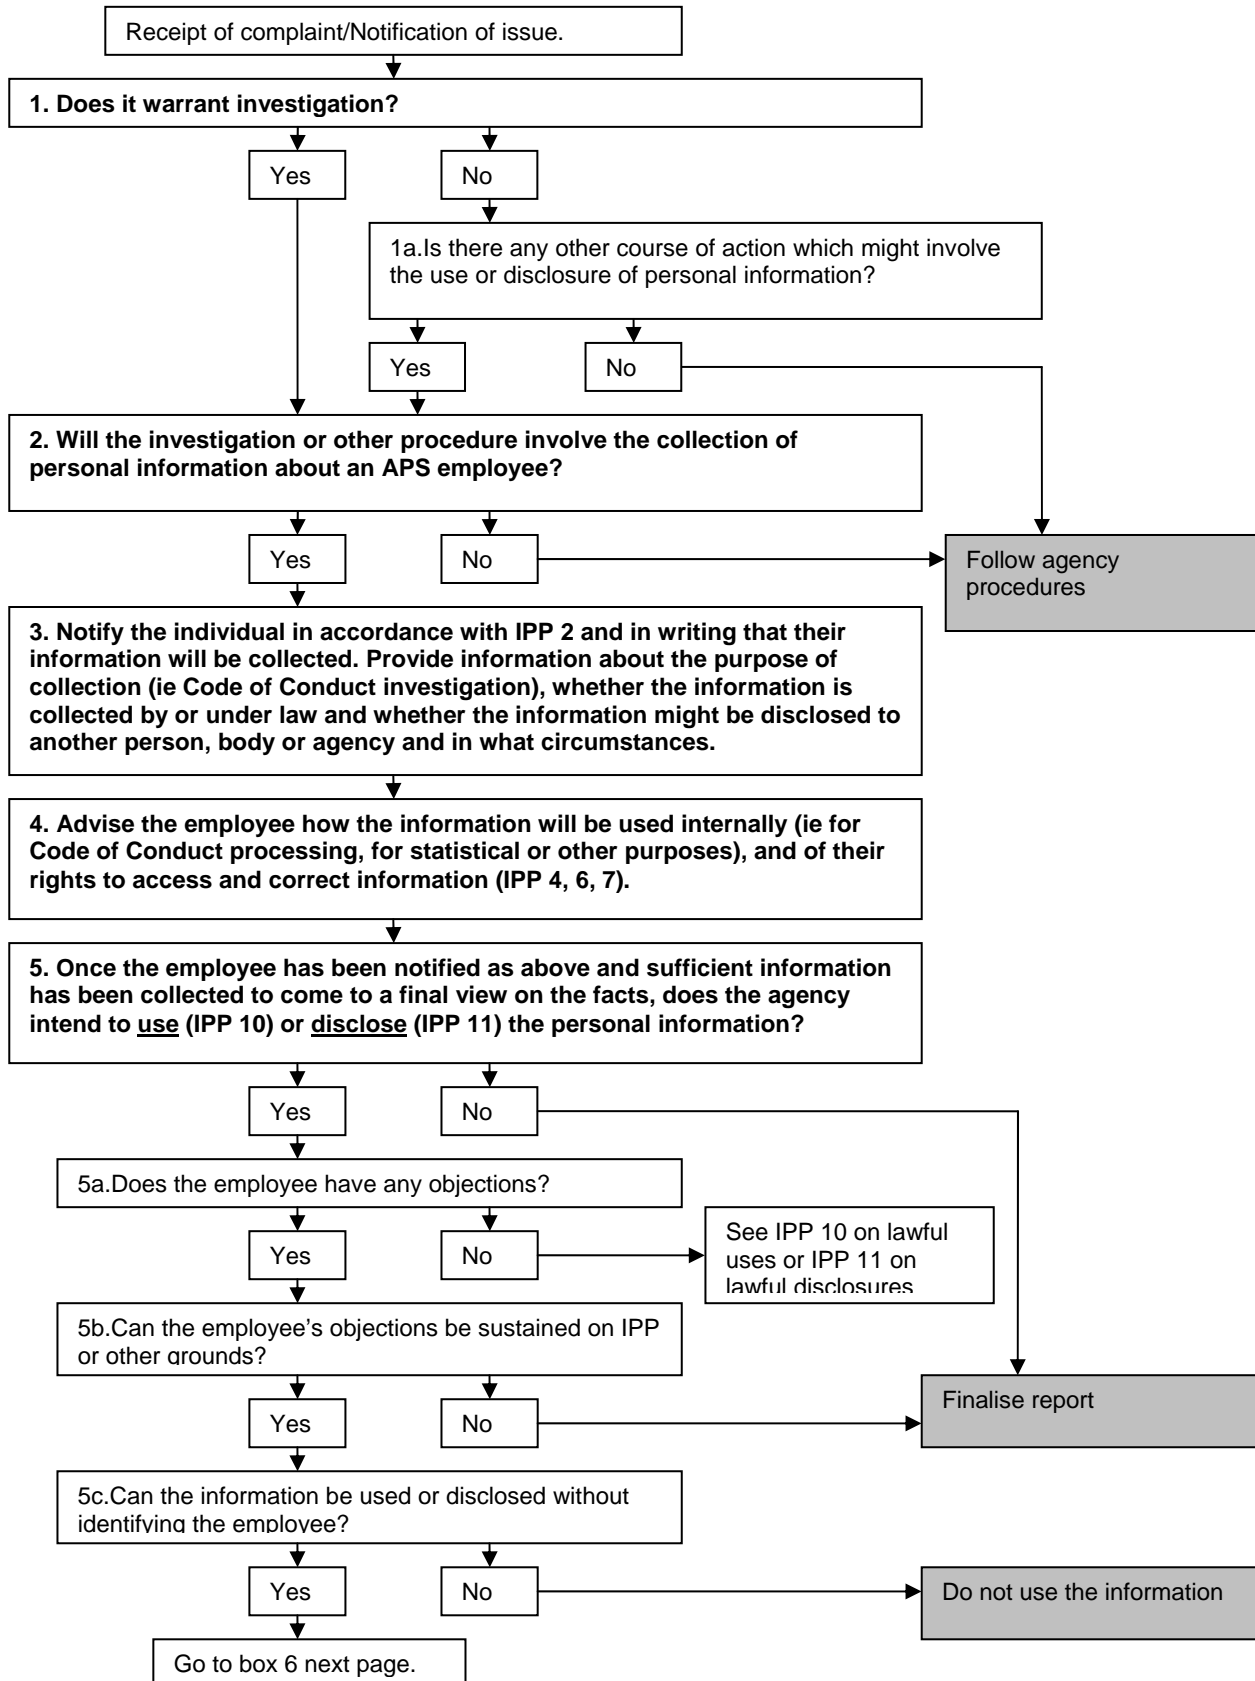 Receipt of complaint/Notification of issue.
1. Does it warrant investigation?
Yes
No
1a.Is there any other course of action which might involve
the use or disclosure of personal information?
Yes
No
2. Will the investigation or other procedure involve the collection of
personal information about an APS employee?
Yes
No
Follow agency
procedures
3. Notify the individual in accordance with IPP 2 and in writing that their
information will be collected. Provide information about the purpose of
collection (ie Code of Conduct investigation), whether the information is
collected by or under law and whether the information might be disclosed to
another person, body or agency and in what circumstances.
4. Advise the employee how the information will be used internally (ie for
Code of Conduct processing, for statistical or other purposes), and of their
rights to access and correct information (IPP 4, 6, 7).
5. Once the employee has been notified as above and sufficient information
has been collected to come to a final view on the facts, does the agency
intend to use (IPP 10) or disclose (IPP 11) the personal information?
Yes
No
5a.Does the employee have any objections?
Yes
No
See IPP 10 on lawful
uses or IPP 11 on
lawful disclosures
5b.Can the employee’s objections be sustained on IPP
or other grounds?
Yes
No
Finalise report
5c.Can the information be used or disclosed without
identifying the employee?
Yes
No
Do not use the information
Go to box 6 next page.